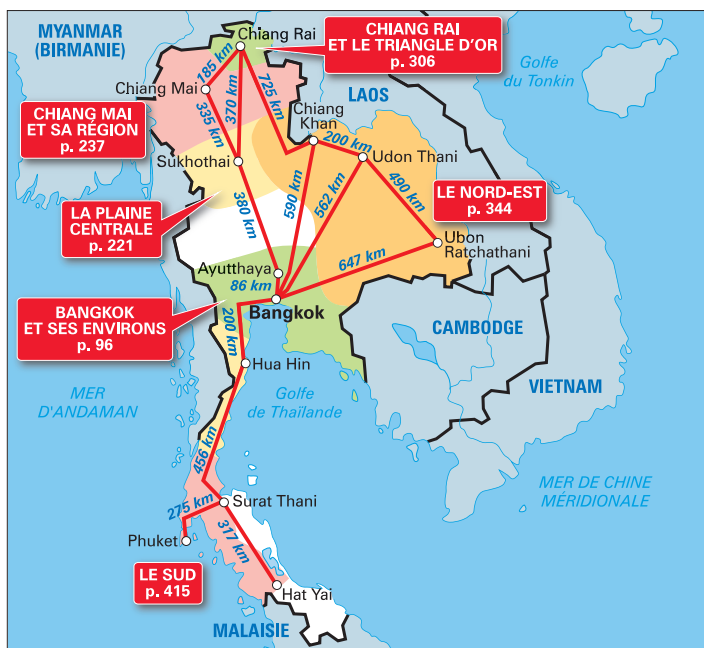 MYANMAR
(BIRMANIE)
Chiang Rai
CHIANG RAI
ET LE TRIANGLE D'OR
p. 306
Golfe
du Tonkin
185 km
Chiang Mai
370 km
725 km
335 km
LAOS
Chiang
Khan
200 km
Udon Thani
CHIANG MAI
ET SA RÉGION
p. 237
Sukhothai
490 km
LE NORD-EST
p. 344
LA PLAINE
CENTRALE
p. 221
380 km
590 km
562 km
Ubon
Ratchathani
647 km
Ayutthaya
86 km
Bangkok
BANGKOK
ET SES ENVIRONS
p. 96
200 km
CAMBODGE
Hua Hin
MER
D'ANDAMAN
Golfe
de Thaïlande
VIETNAM
456 km
MER DE CHINE
MÉRIDIONALE
275 km
Surat Thani
317 km
Phuket
LE SUD
p. 415
Hat Yai
MALAISIE